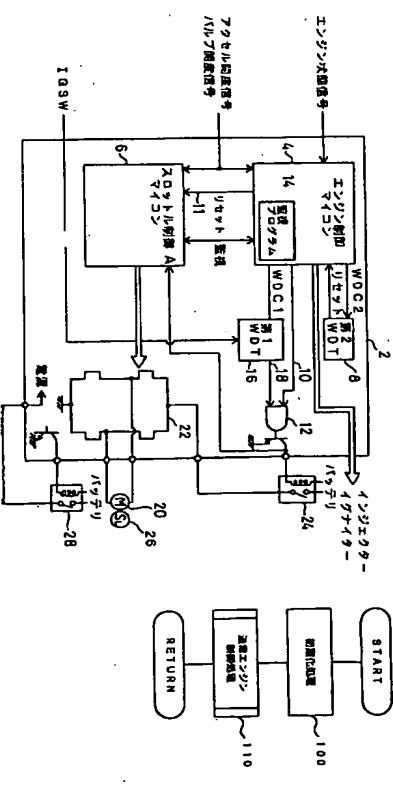 IGSW
アクセル開度信号
バルブ開度信号
エンジン状態信号
2
4
14
エンジン制御
マイコン
監視
プログラム
6
スロットル制御
マイコン
A
11
リセット
監視
WDC1
WDC2
リセット
第2
WDT
8
第1
WDT
16
18
10
12
インジェクター
イグナイター
バッテリ
24
22
電源
20
M
26
バッテリ
28
START
初期化処理
100
通常エンジン
制御処理
110
RETURN